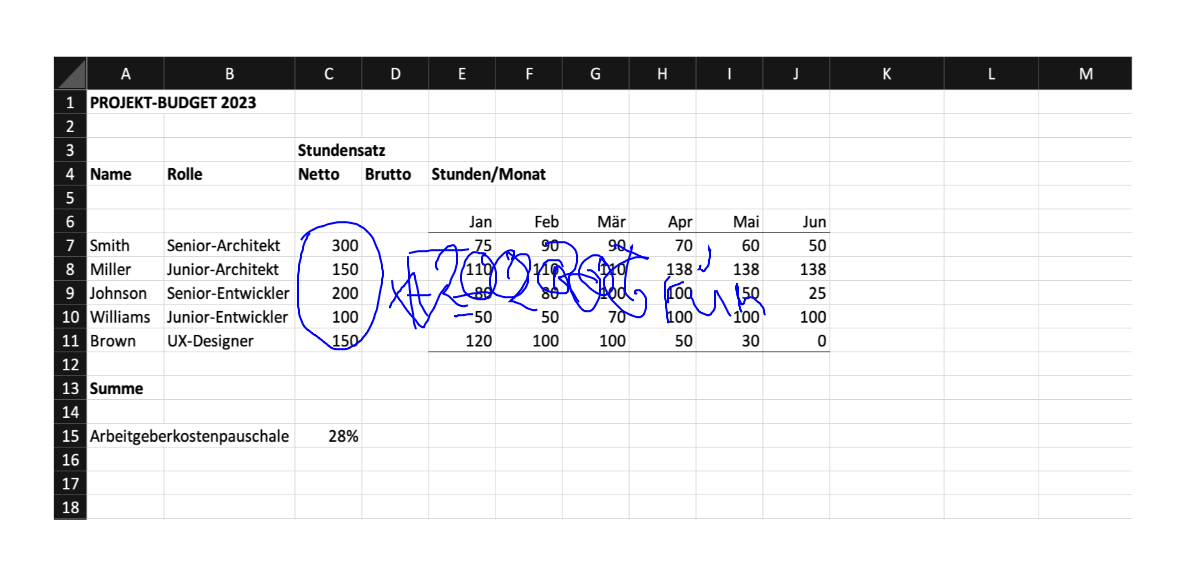 A B C D E F G H I J K L M
1 PROJEKT-BUDGET 2023
2
3 Stundensatz
4 Name Rolle Netto Brutto Stunden/Monat
5
6 Jan Feb Mär Apr Mai Jun
7 Smith Senior-Architekt 300 75 90 90 70 60 50
8 Miller Junior-Architekt 150 110 110 110 138 138 138
9 Johnson Senior-Entwickler 200 80 80 100 100 50 25
10 Williams Junior-Entwickler 100 50 50 70 100 100 100
11 Brown UX-Designer 150 120 100 100 50 30 0
12
13 Summe
14
15 Arbeitgeberkostenpauschale 28%
16
17
18